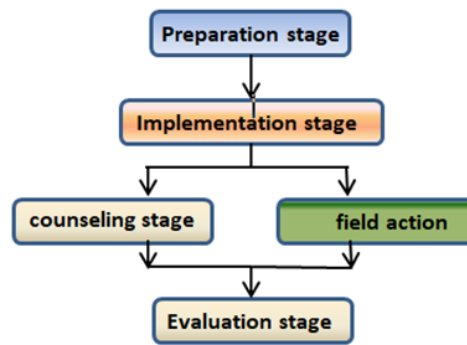 Preparation stage
Implementation stage
counseling stage
field action
Evaluation stage